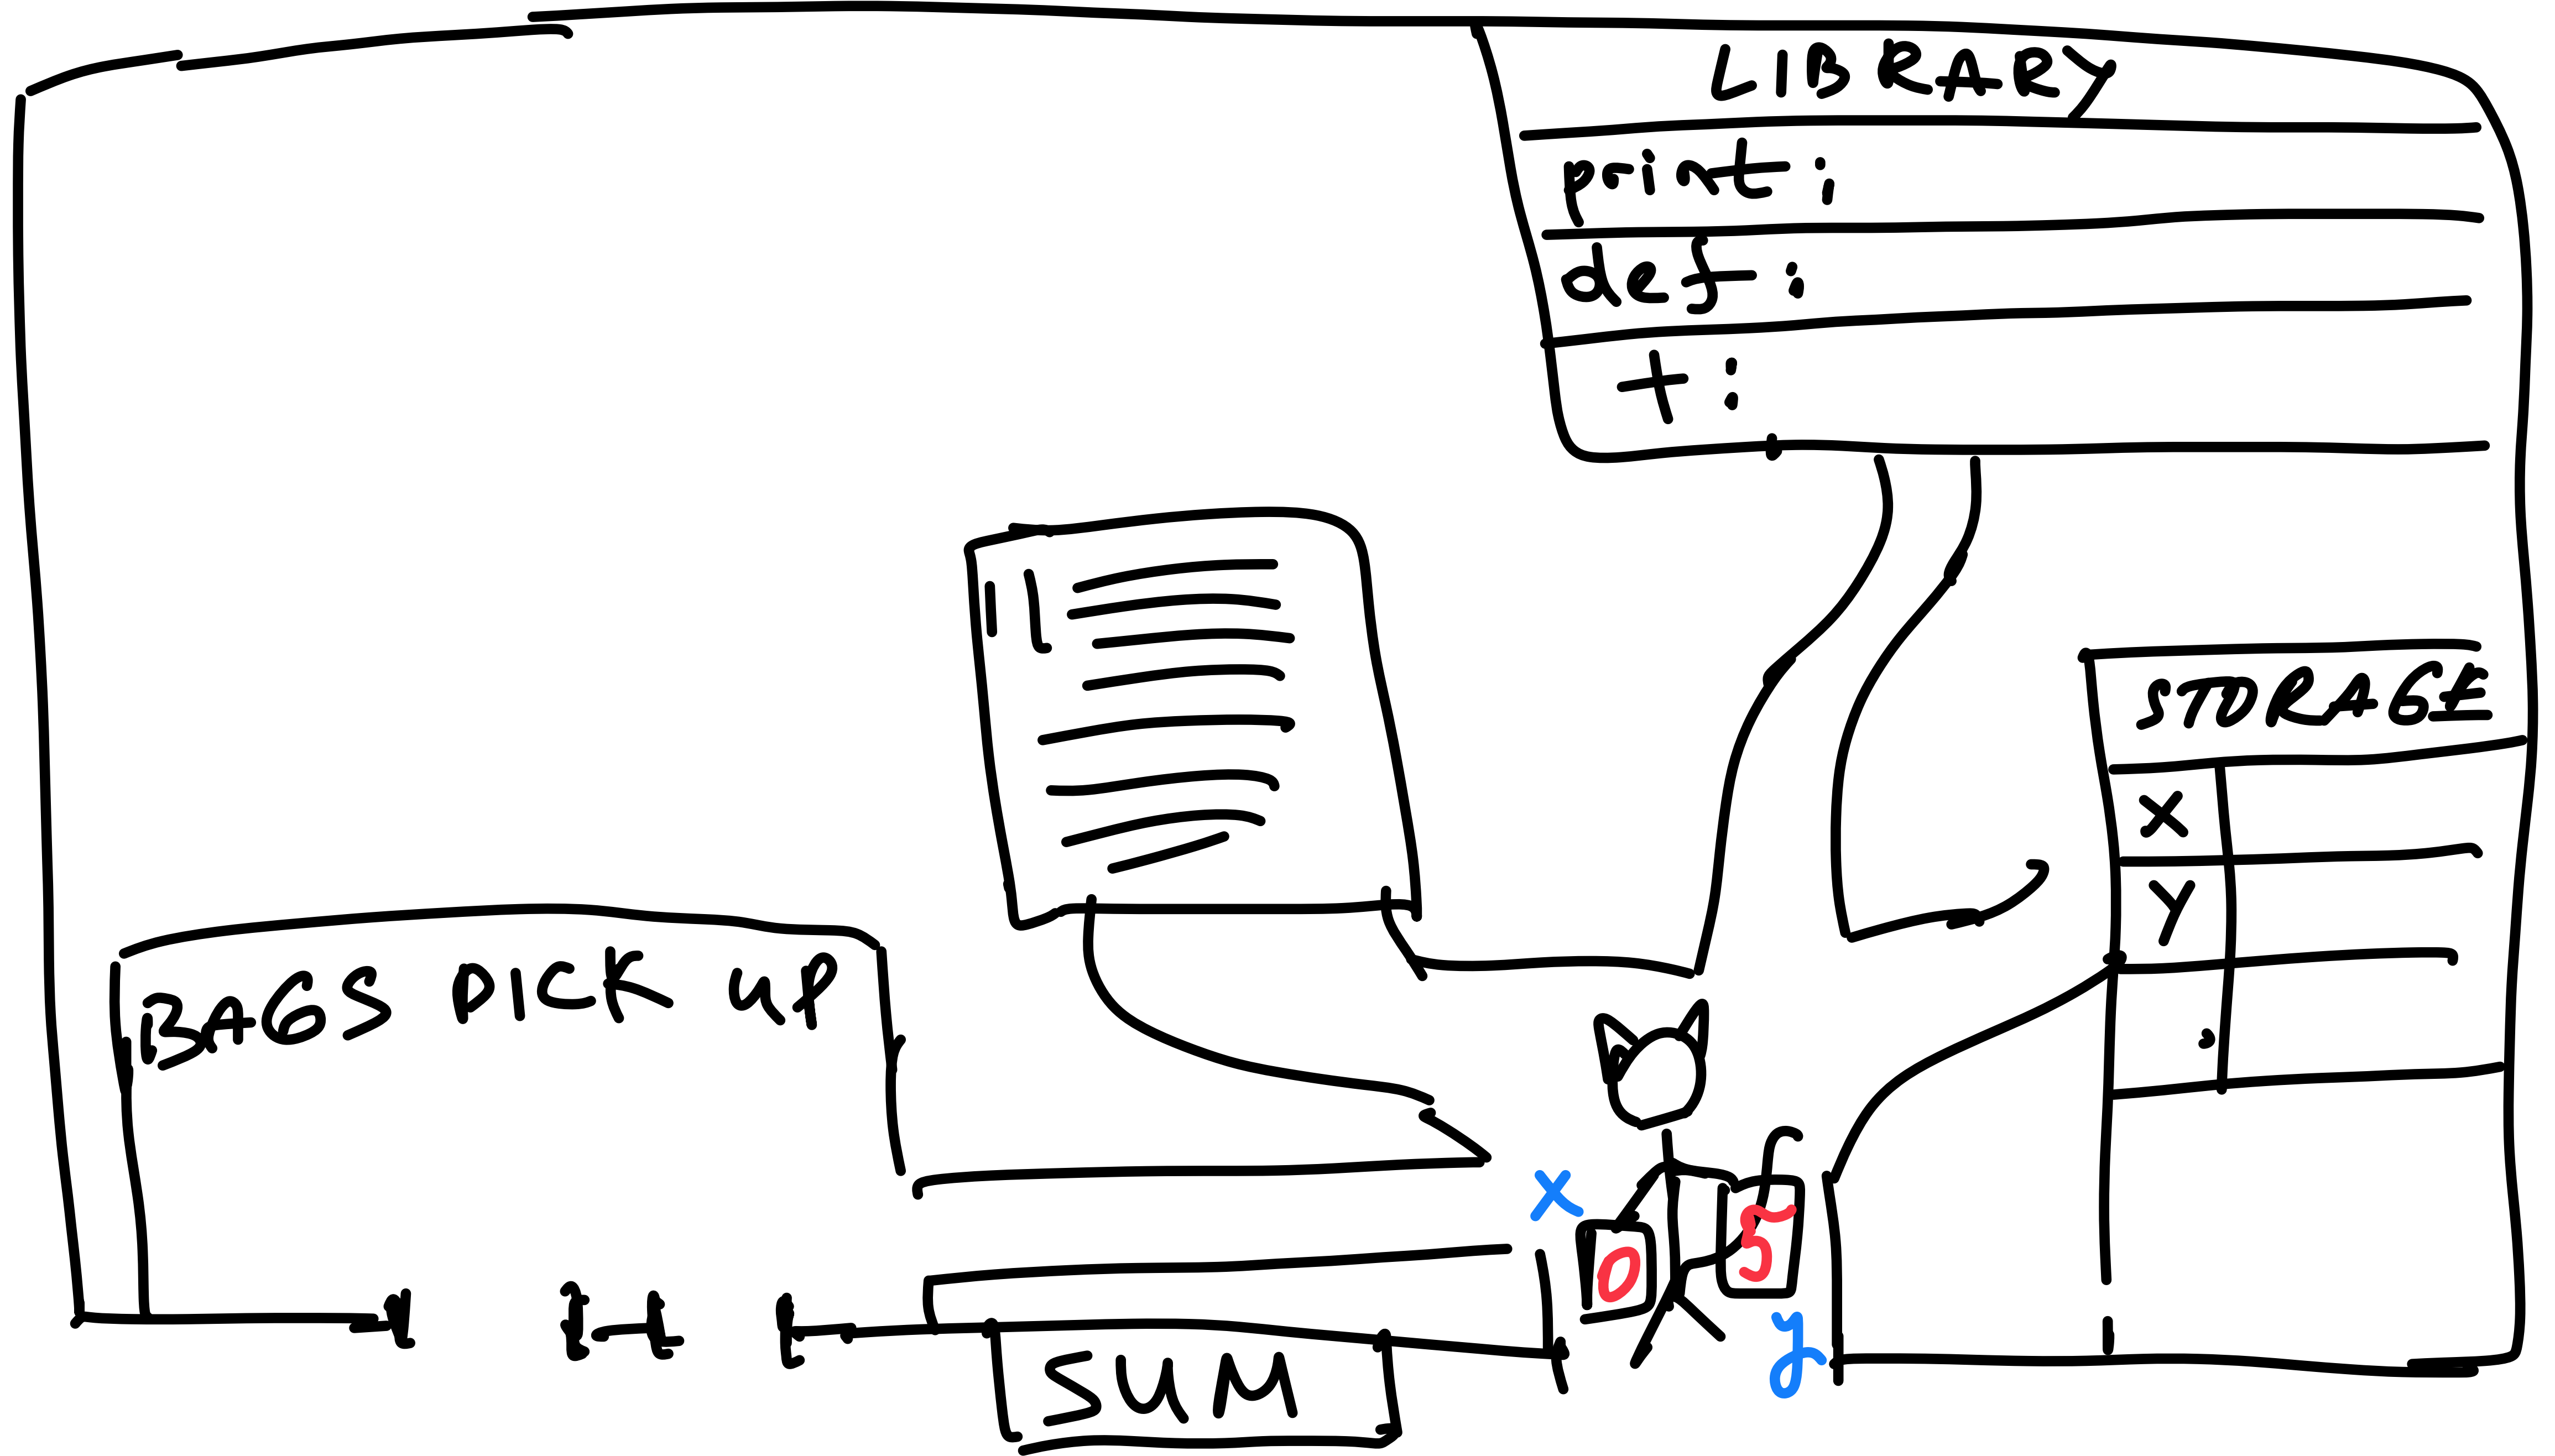 LIBRARY
print :
def :
+ :
STORAGE
X
Y
BAGS PICK UP
x
0
5
y
SUM